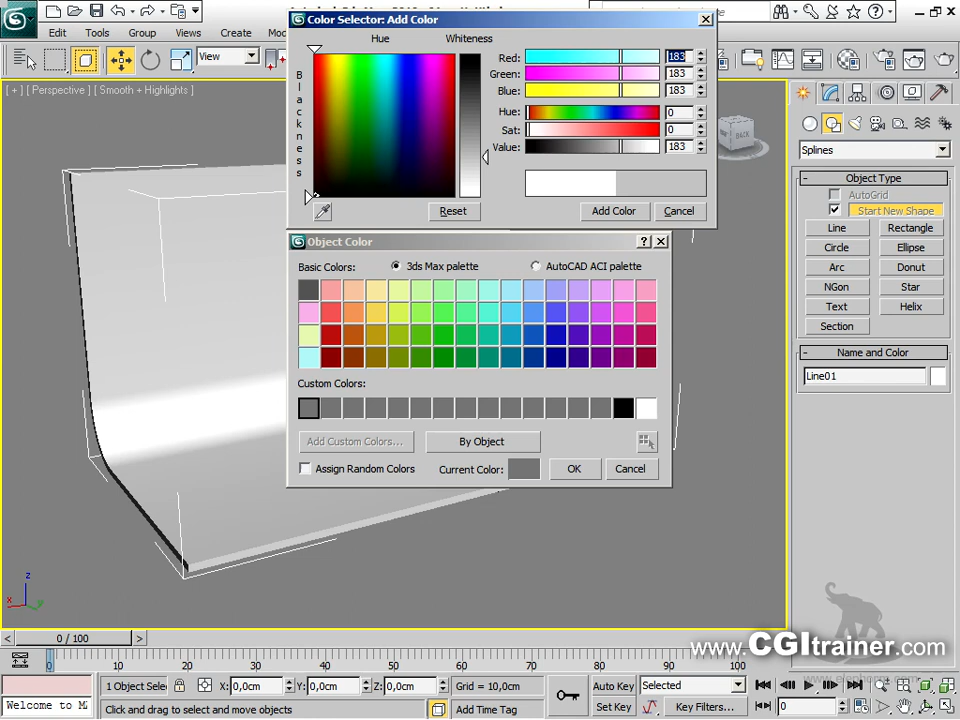 Edit
Tools
Group
Views
Create
View
[ + ] [ Perspective ] [ Smooth + Highlights ]
Color Selector: Add Color
Hue
Whiteness
Blackness
Red: 183
Green: 183
Blue: 183
Hue: 0
Sat: 0
Value: 183
Reset
Add Color
Cancel
Object Color
Basic Colors:
3ds Max palette
AutoCAD ACI palette
Custom Colors:
Add Custom Colors...
By Object
Assign Random Colors
Current Color:
OK
Cancel
BACK
Splines
Object Type
AutoGrid
Start New Shape
Line
Rectangle
Circle
Ellipse
Arc
Donut
NGon
Star
Text
Helix
Section
Name and Color
Line01
z
x
y
www.CGItrainer.com
0 / 100
0 10 20 30 40 50 60 70 80 90 100
1 Object Sele
X: 0,0cm
Y: 0,0cm
Z: 0,0cm
Grid = 10,0cm
Auto Key
Selected
Welcome to M
Click and drag to select and move objects
Add Time Tag
Set Key
Key Filters...
0